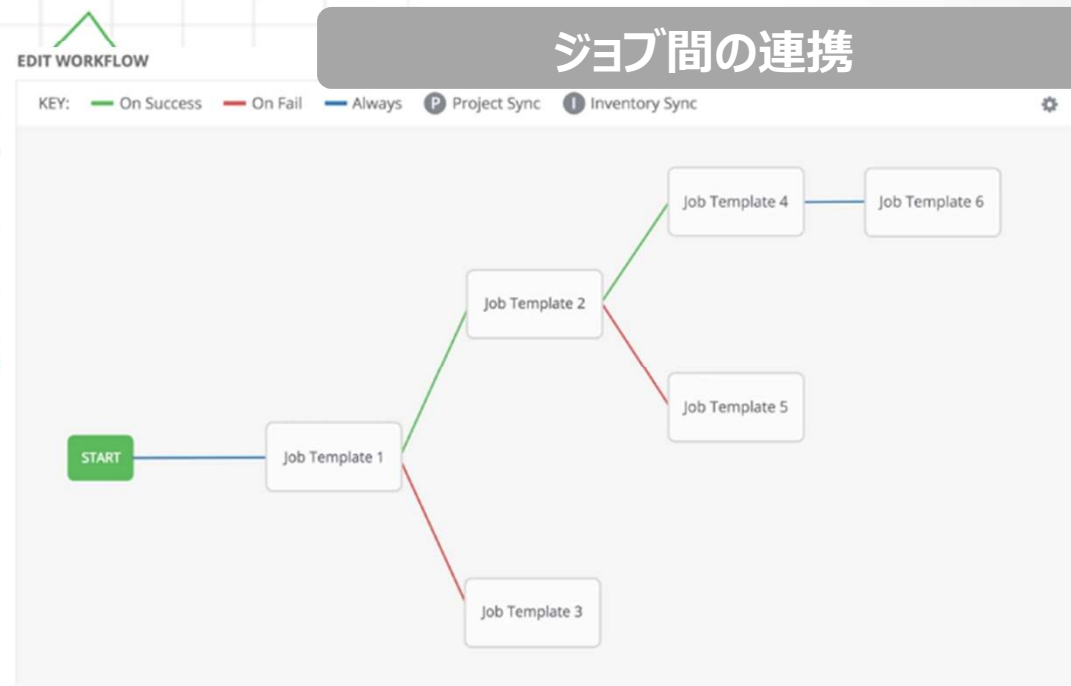 ジョブ間の連携
EDIT WORKFLOW
KEY: On Success On Fail Always P Project Sync I Inventory Sync
Job Template 4
Job Template 6
Job Template 2
Job Template 5
START
Job Template 1
Job Template 3